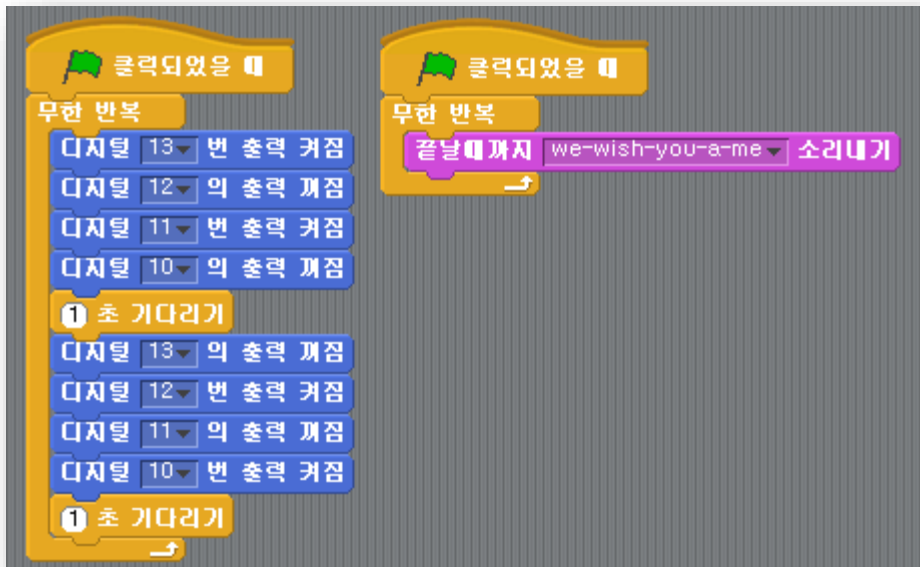 클릭되었을 때
무한 반복
디지털 13 번 출력 켜짐
디지털 12 의 출력 꺼짐
디지털 11 번 출력 켜짐
디지털 10 의 출력 꺼짐
1 초 기다리기
디지털 13 의 출력 꺼짐
디지털 12 번 출력 켜짐
디지털 11 의 출력 꺼짐
디지털 10 번 출력 켜짐
1 초 기다리기
클릭되었을 때
무한 반복
끝날때까지 we-wish-you-a-me 소리내기